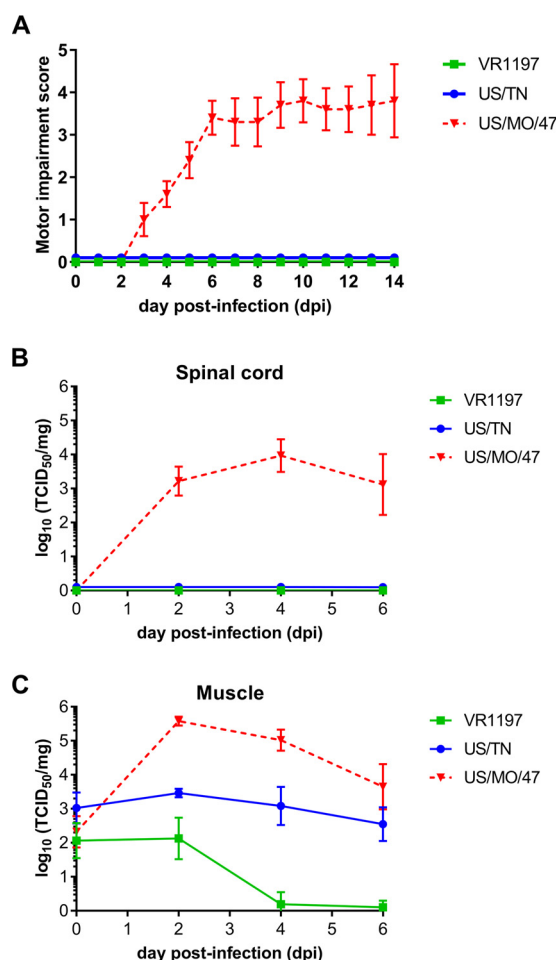 A
Motor impairment score
5
4
3
2
1
0
0 2 4 6 8 10 12 14
day post-infection (dpi)
VR1197
US/TN
US/MO/47
B
Spinal cord
log10 (TCID50/mg)
6
5
4
3
2
1
0
0 1 2 3 4 5 6
day post-infection (dpi)
VR1197
US/TN
US/MO/47
C
Muscle
log10 (TCID50/mg)
6
5
4
3
2
1
0
0 1 2 3 4 5 6
day post-infection (dpi)
VR1197
US/TN
US/MO/47